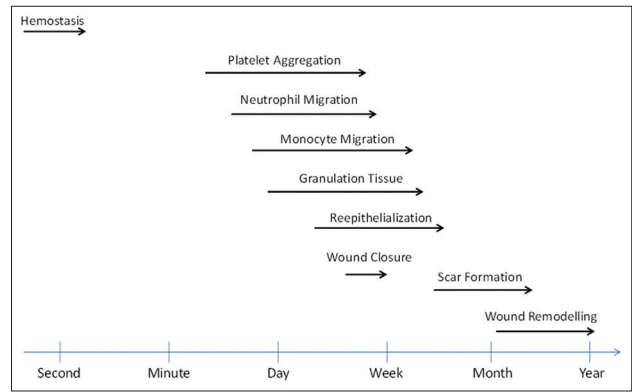 Hemostasis
Platelet Aggregation
Neutrophil Migration
Monocyte Migration
Granulation Tissue
Reepithelialization
Wound Closure
Scar Formation
Wound Remodelling
Second Minute Day Week Month Year